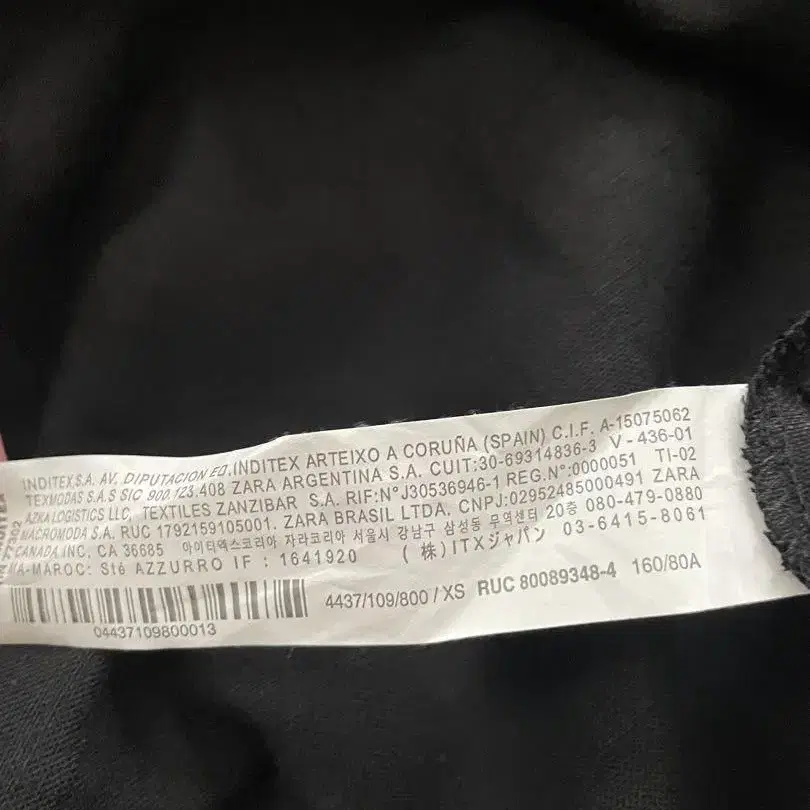 INDITEX,S.A. AV. DIPUTACION ED.INDITEX ARTEIXO A CORUÑA (SPAIN) C.I.F. A-15075062
TEXMODAS S.A.S SIC 900.123.408 ZARA ARGENTINA S.A. CUIT:30-69314836-3 V-436-01
AZKA LOGISTICS LLC, TEXTILES ZANZIBAR S.A. RIF:N°J30536946-1 REG.N°:0000051 TI-02
MACROMODA S.A. RUC 1792159105001. ZARA BRASIL LTDA. CNPJ:02952485000491 ZARA
CANADA INC. CA 36685 아이티엑스코리아 자라코리아 서울시 강남구 삼성동 무역센터 20층 080-479-0880
MA-MAROC: Sté AZZURRO IF : 1641920 (株)ITXジャパン 03-6415-8061
4437/109/800 / XS RUC 80089348-4 160/80A
04437109800013